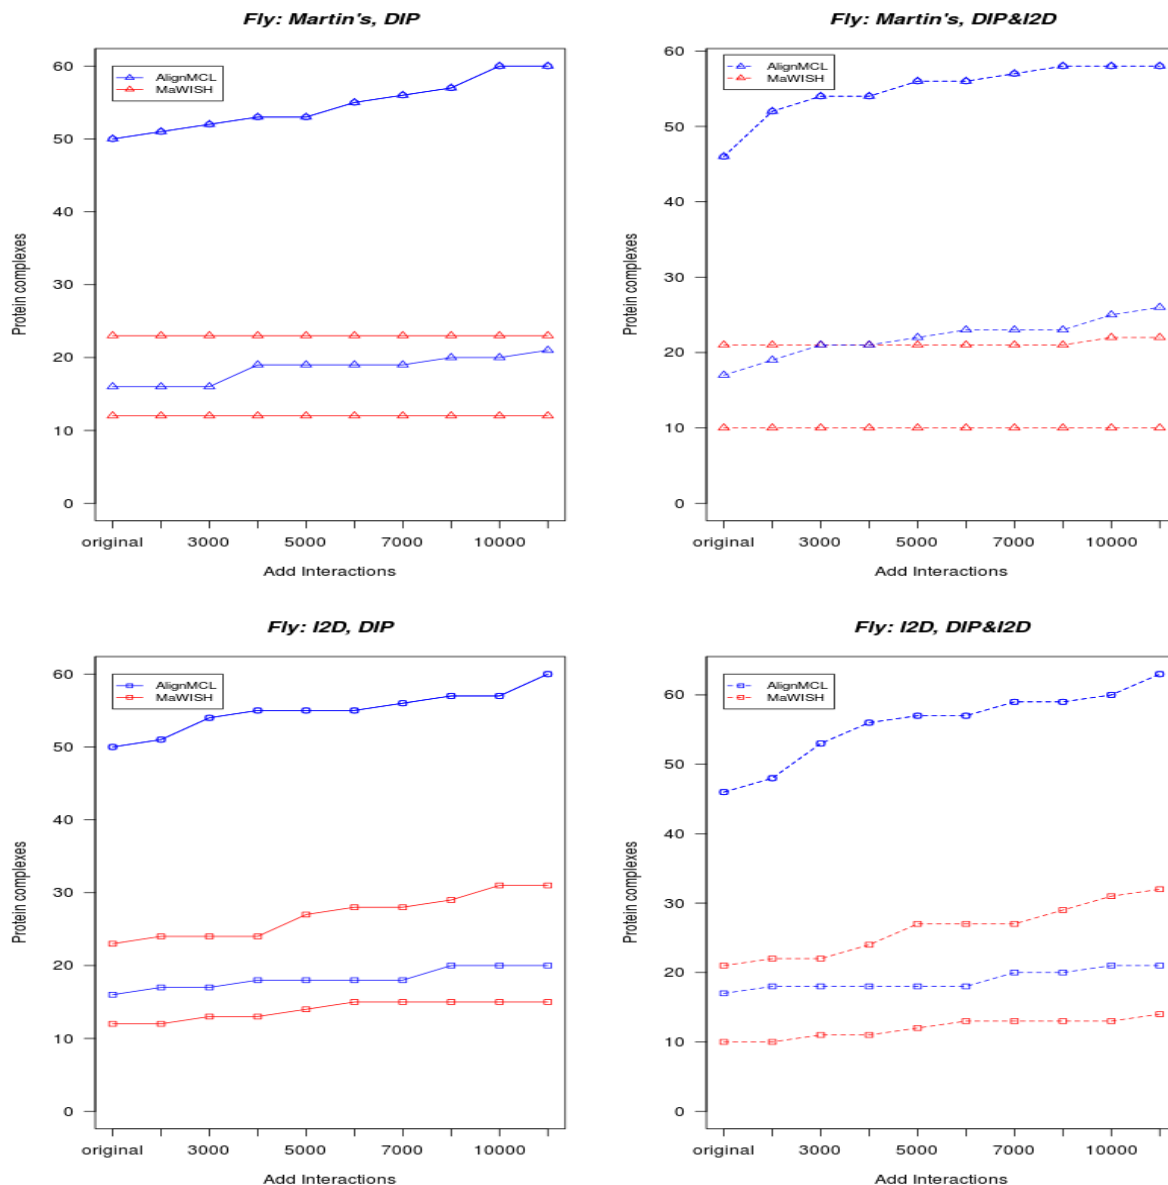 Fly: Martin's, DIP
AlignMCL
MaWISH
60
50
40
30
20
10
0
Protein complexes
original 3000 5000 7000 10000
Add Interactions
Fly: Martin's, DIP&I2D
AlignMCL
MaWISH
60
50
40
30
20
10
0
Protein complexes
original 3000 5000 7000 10000
Add Interactions
Fly: I2D, DIP
AlignMCL
MaWISH
60
50
40
30
20
10
0
Protein complexes
original 3000 5000 7000 10000
Add Interactions
Fly: I2D, DIP&I2D
AlignMCL
MaWISH
60
50
40
30
20
10
0
Protein complexes
original 3000 5000 7000 10000
Add Interactions